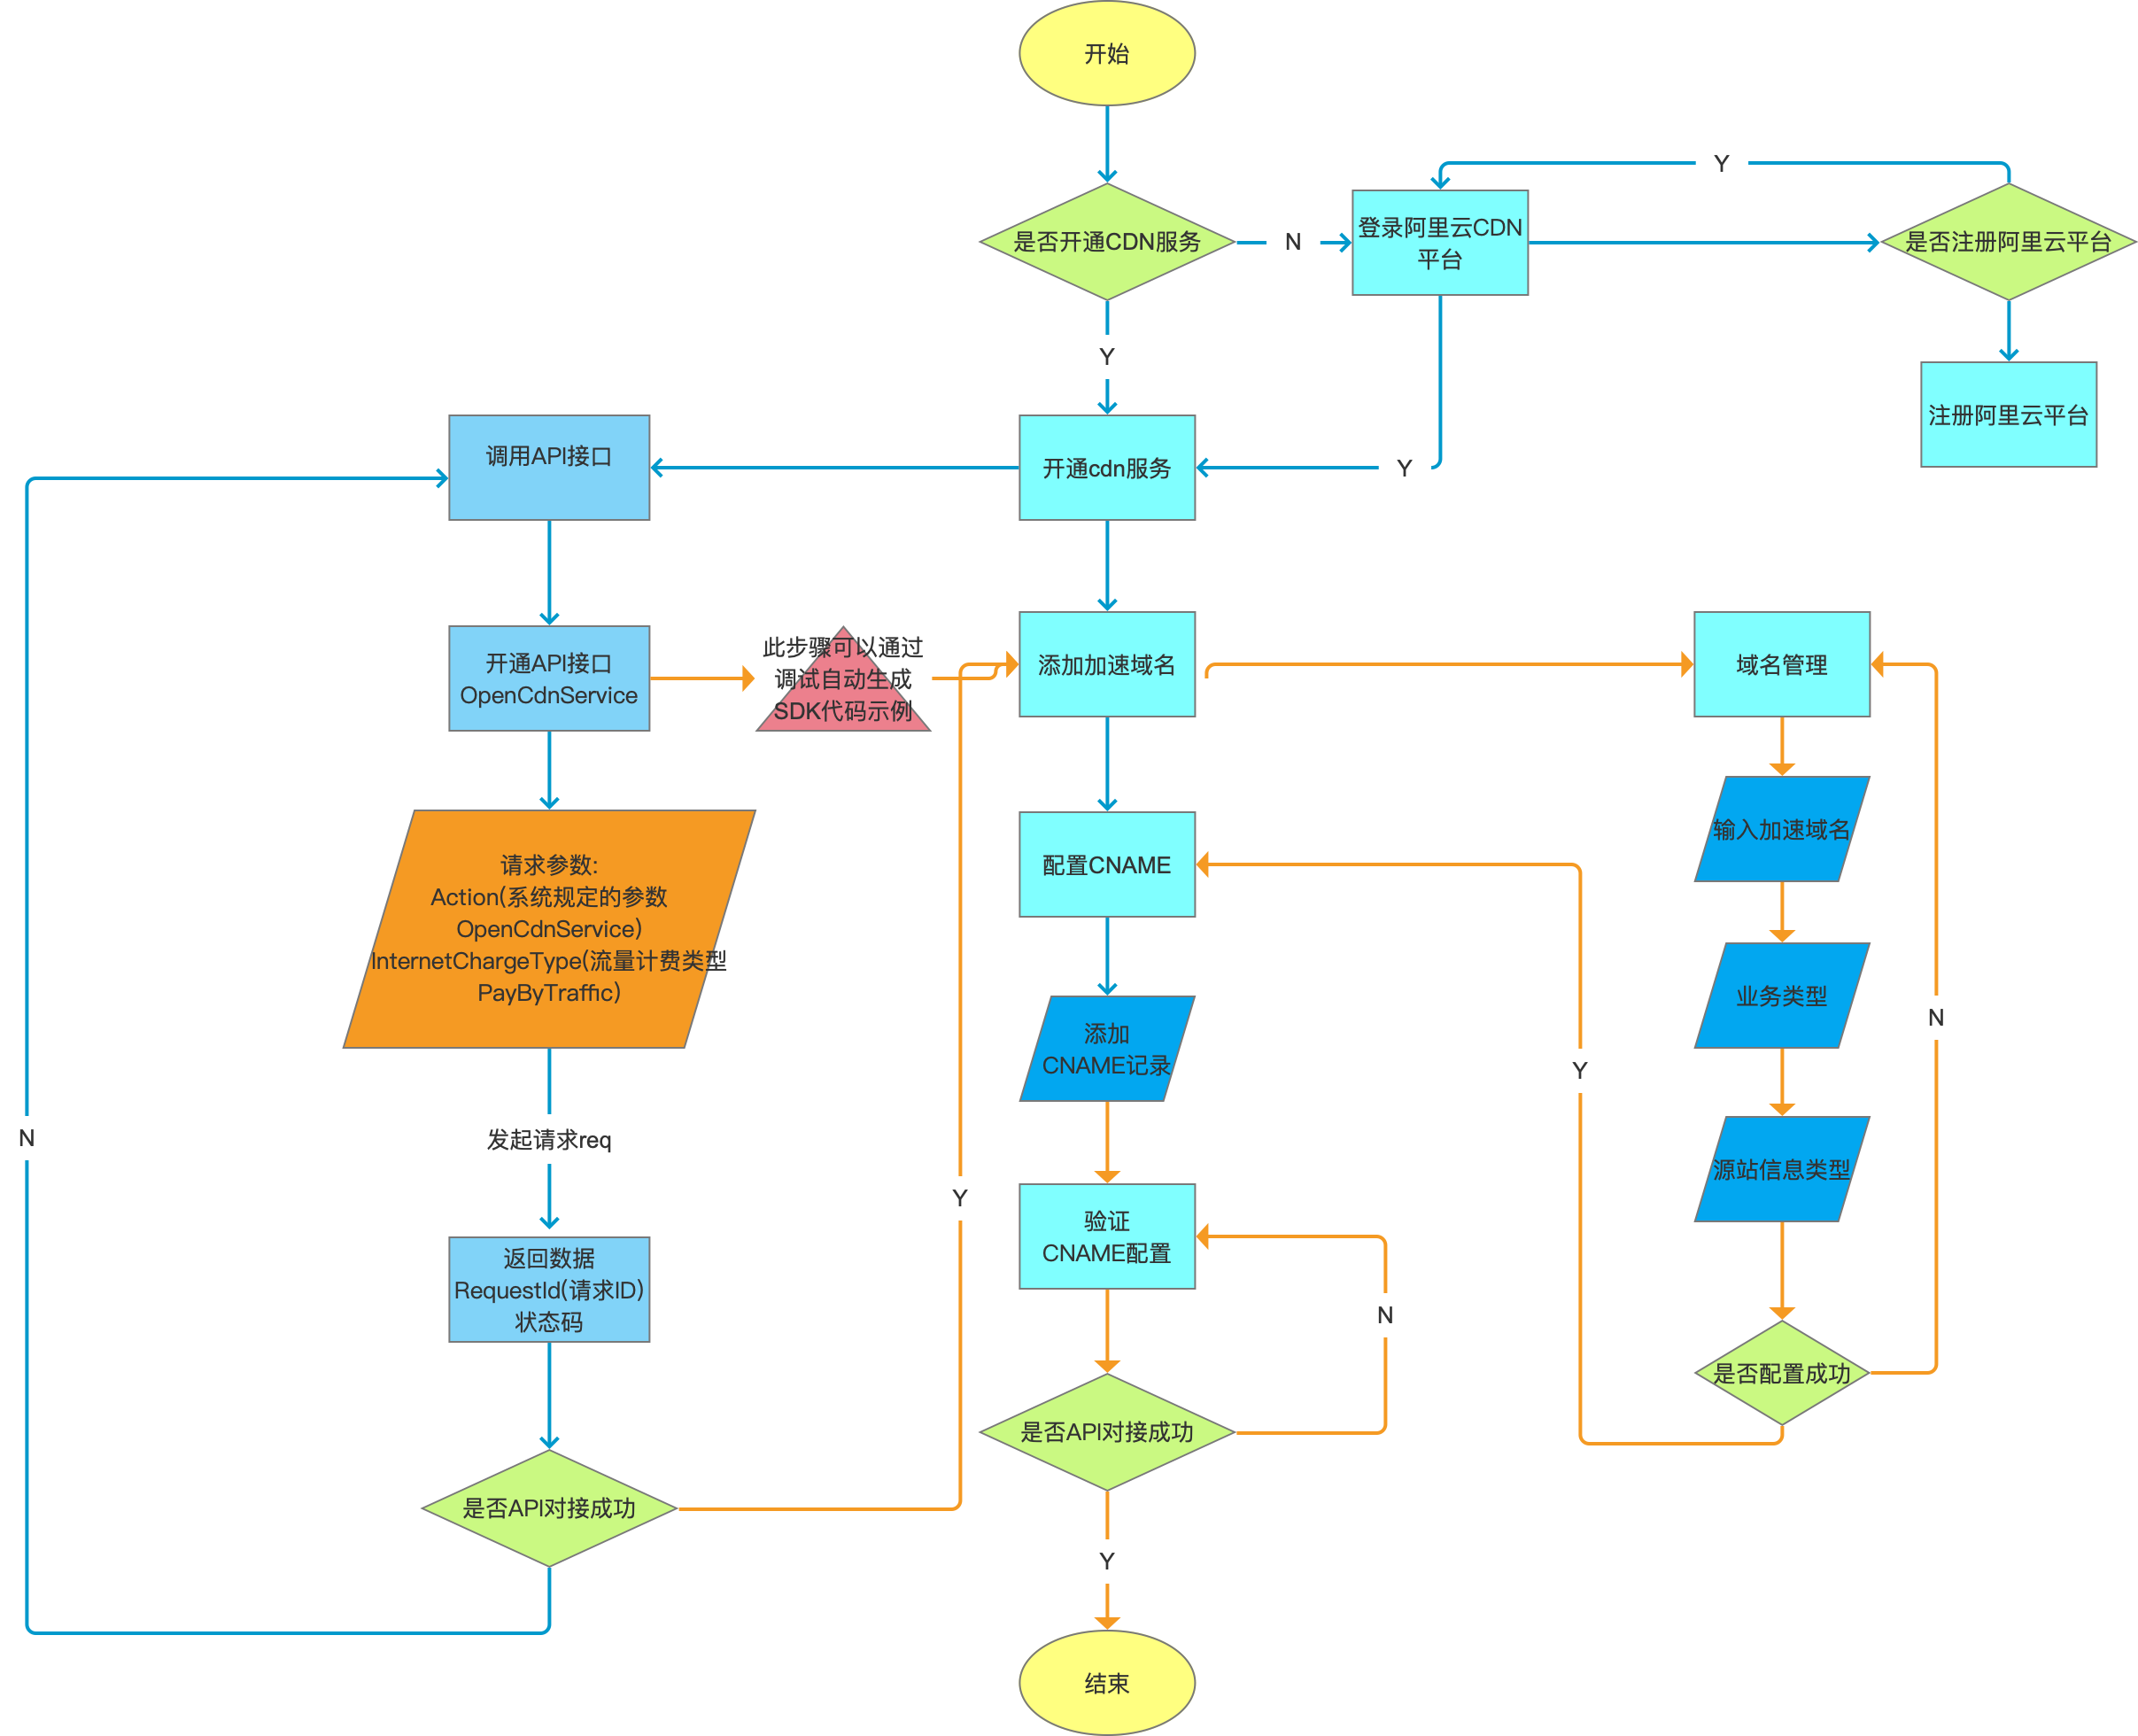 开始
Y
是否开通CDN服务
N
登录阿里云CDN
平台
是否注册阿里云平台
Y
注册阿里云平台
调用API接口
开通cdn服务
Y
开通API接口
OpenCdnService
此步骤可以通过
调试自动生成
SDK代码示例
添加加速域名
域名管理
输入加速域名
请求参数:
Action(系统规定的参数
OpenCdnService)
InternetChargeType(流量计费类型
PayByTraffic)
配置CNAME
业务类型
N
添加
CNAME记录
Y
N
发起请求req
源站信息类型
Y
验证
CNAME配置
返回数据
RequestId(请求ID)
状态码
N
是否配置成功
是否API对接成功
是否API对接成功
Y
结束